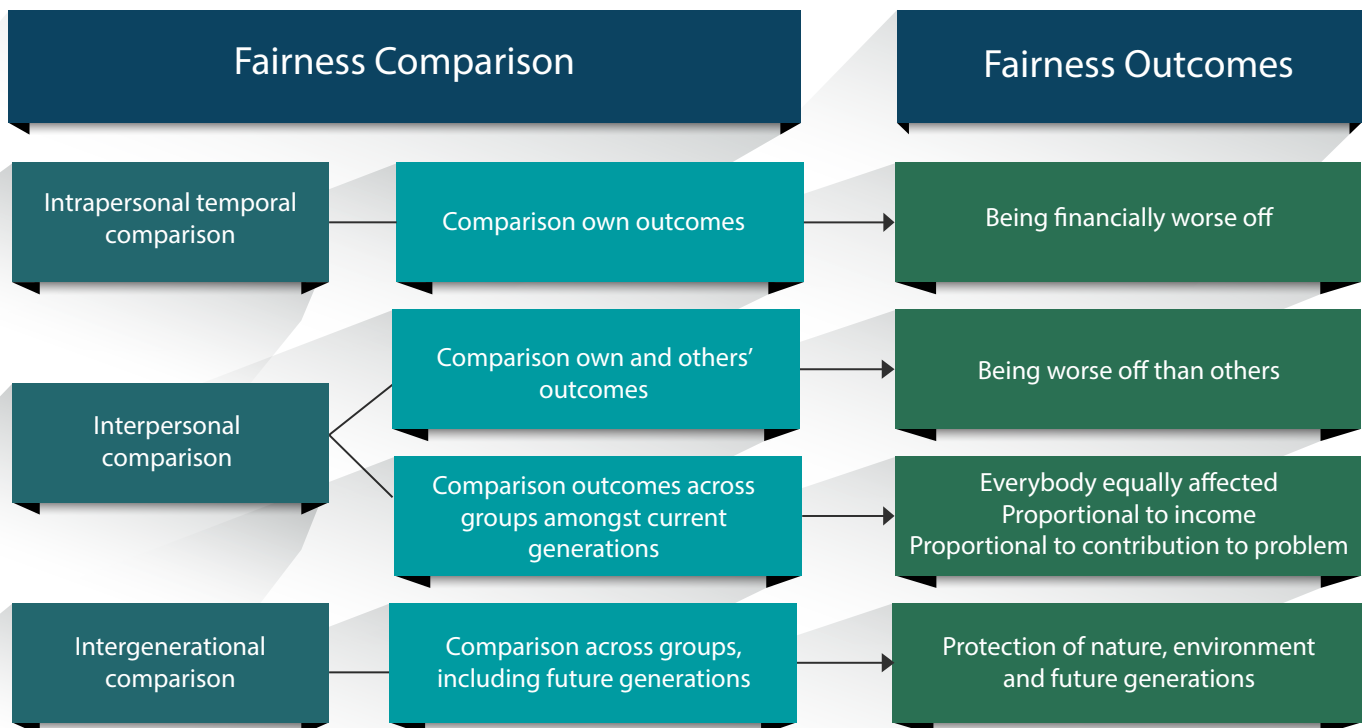 Fairness Comparison
Fairness Outcomes
Intrapersonal temporal
comparison
Comparison own outcomes
Being financially worse off
Interpersonal
comparison
Comparison own and others’
outcomes
Being worse off than others
Comparison outcomes across
groups amongst current
generations
Everybody equally affected
Proportional to income
Proportional to contribution to problem
Intergenerational
comparison
Comparison across groups,
including future generations
Protection of nature, environment
and future generations